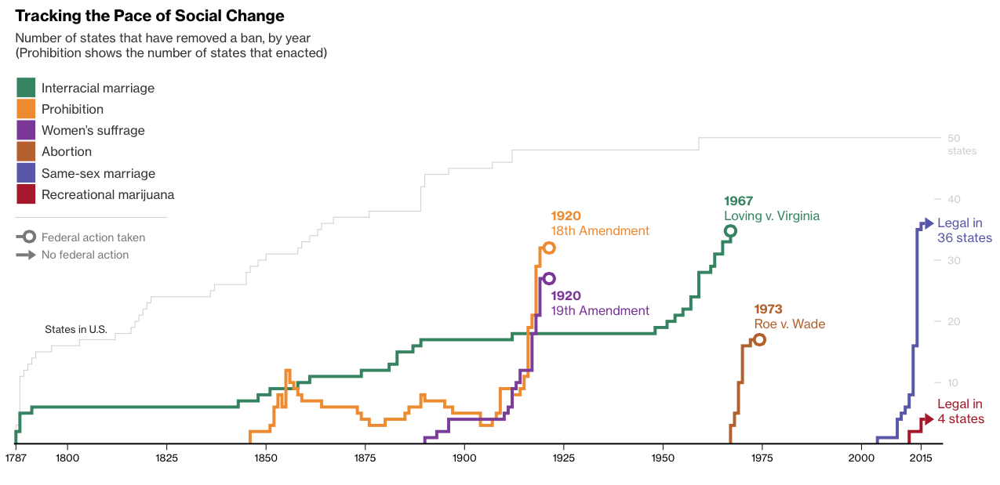 Tracking the Pace of Social Change
Number of states that have removed a ban, by year
(Prohibition shows the number of states that enacted)
Interracial marriage
Prohibition
Women's suffrage
Abortion
Same-sex marriage
Recreational marijuana
Federal action taken
No federal action
States in U.S.
50
states
40
30
20
10
1920
18th Amendment
1920
19th Amendment
1967
Loving v. Virginia
1973
Roe v. Wade
Legal in
36 states
Legal in
4 states
1787
1800
1825
1850
1875
1900
1925
1950
1975
2000
2015